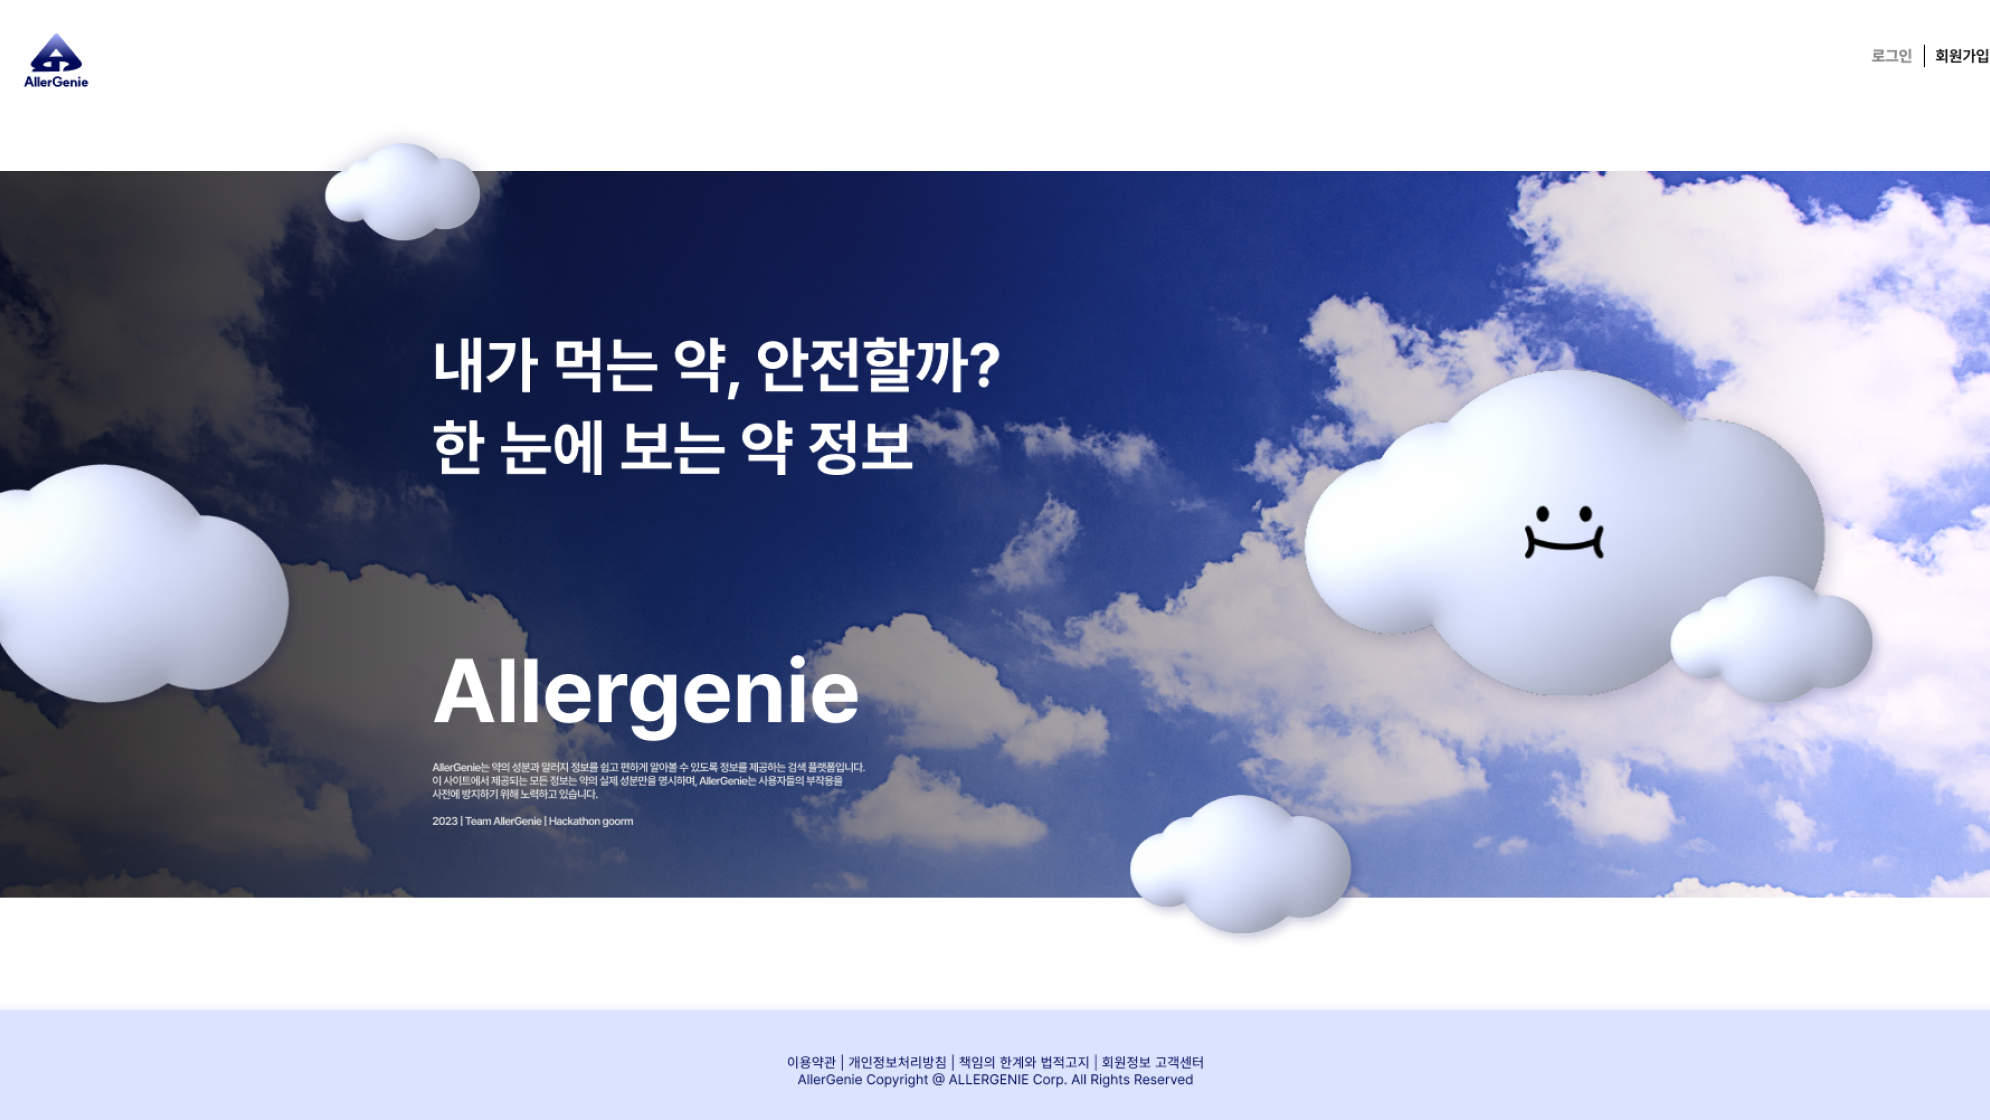 AllerGenie
로그인 | 회원가입
내가 먹는 약, 안전할까?
한 눈에 보는 약 정보
Allergenie
AllerGenie는 약의 성분과 알러지 정보를 쉽고 편하게 알아볼 수 있도록 정보를 제공하는 검색 플랫폼입니다.
이 사이트에서 제공되는 모든 정보는 약의 실제 성분만을 명시하며, AllerGenie는 사용자들의 부작용을
사전에 방지하기 위해 노력하고 있습니다.
2023 | Team AllerGenie | Hackathon goorm
이용약관 | 개인정보처리방침 | 책임의 한계와 법적고지 | 회원정보 고객센터
AllerGenie Copyright @ ALLERGENIE Corp. All Rights Reserved